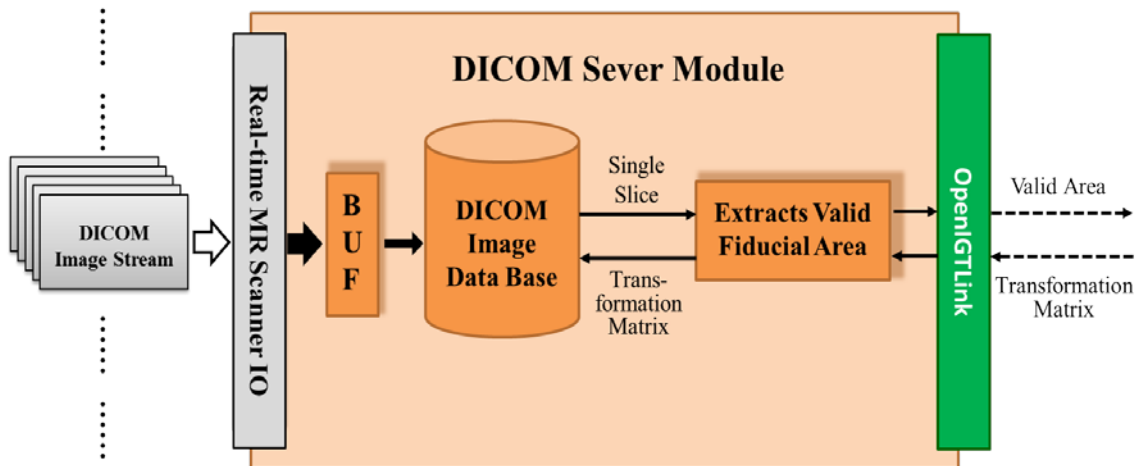 DICOM Sever Module
DICOM
Image Stream
Real-time MR Scanner IO
B
U
F
DICOM
Image
Data Base
Single
Slice
Trans-
formation
Matrix
Extracts Valid
Fiducial Area
OpenIGTLink
Valid Area
Transformation
Matrix